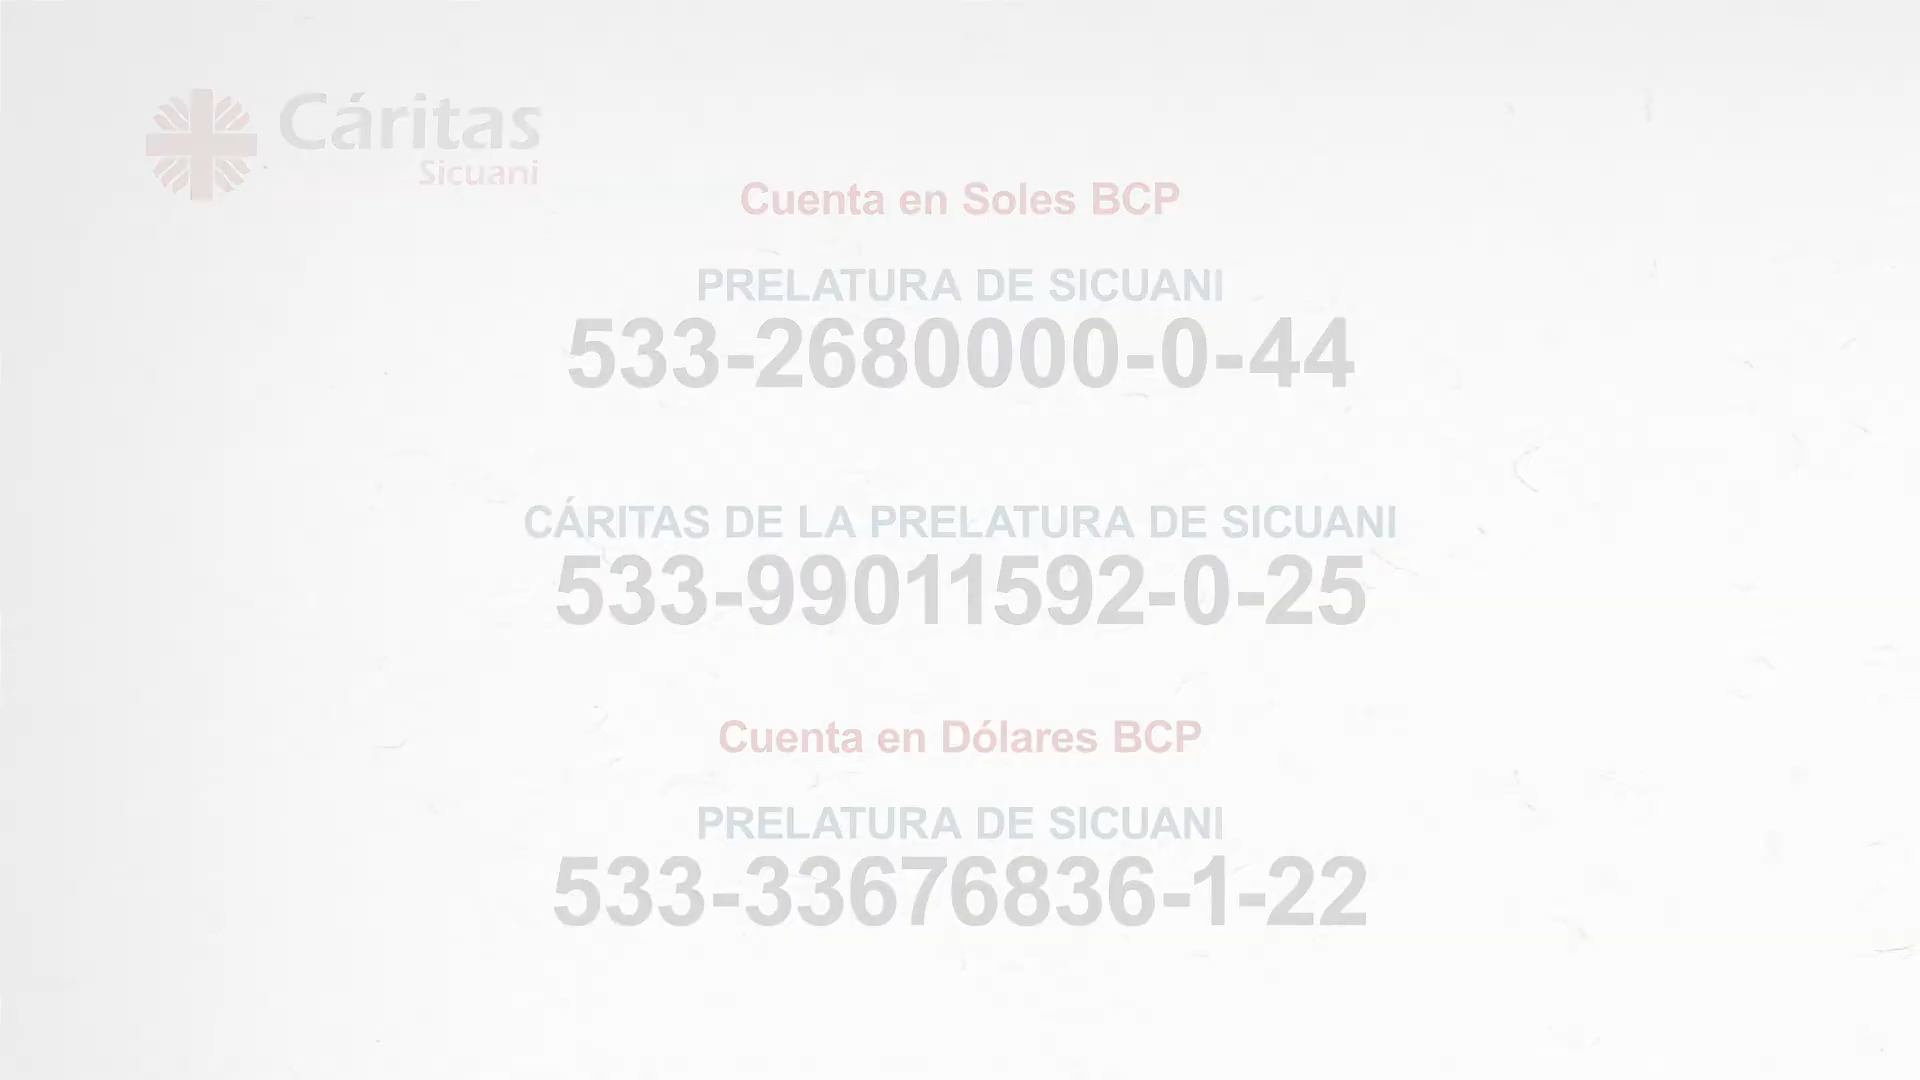 Cáritas
Sicuani
Cuenta en Soles BCP
PRELATURA DE SICUANI
533-2680000-0-44
CÁRITAS DE LA PRELATURA DE SICUANI
533-99011592-0-25
Cuenta en Dólares BCP
PRELATURA DE SICUANI
533-33676836-1-22